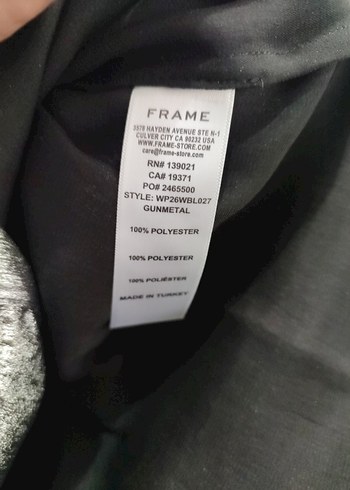 FRAME
3578 HAYDEN AVENUE STE N-1
CULVER CITY CA 90232 USA
WWW.FRAME-STORE.COM
care@frame-store.com
RN# 139021
CA# 19371
PO# 2465500
STYLE: WP26WBL027
GUNMETAL
100% POLYESTER
100% POLYESTER
100% POLIÉSTER
MADE IN TURKEY